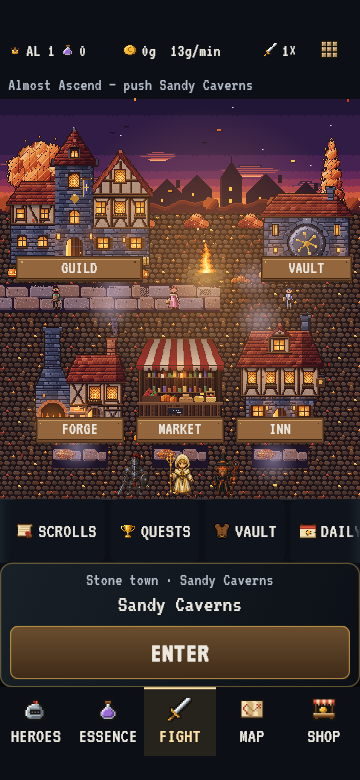 AL 1 0 0g 13g/min 1X
Almost Ascend – push Sandy Caverns
GUILD
VAULT
FORGE
MARKET
INN
SCROLLS QUESTS VAULT DAILY
Stone town · Sandy Caverns
Sandy Caverns
ENTER
HEROES ESSENCE FIGHT MAP SHOP